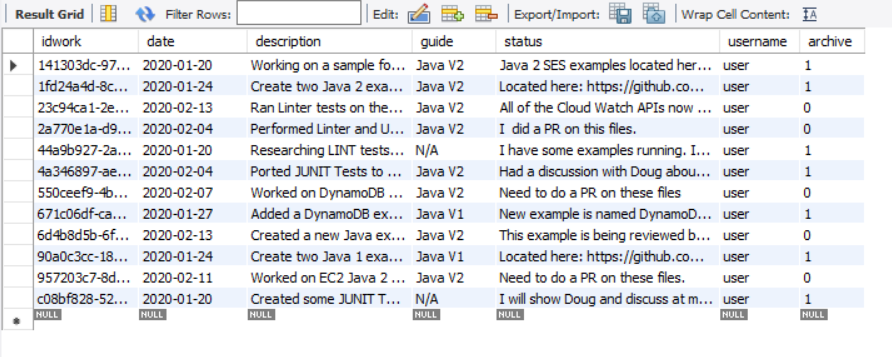 Result Grid Filter Rows: Edit: Export/Import: Wrap Cell Content: IA
idwork date description guide status username archive
141303dc-97... 2020-01-20 Working on a sample fo... Java V2 Java 2 SES examples located her... user 1
1fd24a4d-8c... 2020-01-24 Create two Java 2 exa... Java V2 Located here: https://github.co... user 1
23c94ca1-2e... 2020-02-13 Ran Linter tests on the... Java V2 All of the Cloud Watch APIs now ... user 0
2a770e1a-d9... 2020-02-04 Performed Linter and U... Java V2 I did a PR on this files. user 0
44a9b927-2a... 2020-01-20 Researching LINT tests... N/A I have some examples running. I... user 1
4a346897-ae... 2020-02-04 Ported JUNIT Tests to ... Java V2 Had a discussion with Doug abou... user 1
550ceef9-4b... 2020-02-07 Worked on DynamoDB ... Java V2 Need to do a PR on these files user 0
671c06df-ca... 2020-01-27 Added a DynamoDB ex... Java V1 New example is named DynamoD... user 1
6d4b8d5b-6f... 2020-02-13 Created a new Java ex... Java V2 This example is being reviewed b... user 0
90a0c3cc-18... 2020-01-24 Create two Java 1 exa... Java V1 Located here: https://github.co... user 1
957203c7-8d... 2020-02-11 Worked on EC2 Java 2 ... Java V2 Need to do a PR on these files. user 0
c08bf828-52... 2020-01-20 Created some JUNIT T... N/A I will show Doug and discuss at m... user 1
NULL NULL NULL NULL NULL NULL NULL